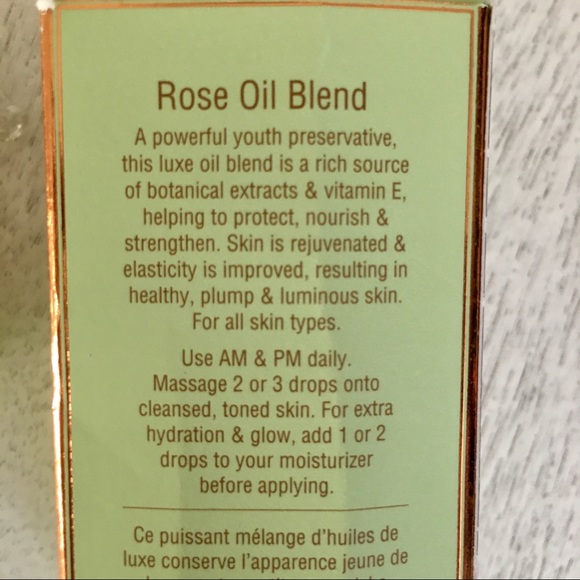 Rose Oil Blend
A powerful youth preservative,
this luxe oil blend is a rich source
of botanical extracts & vitamin E,
helping to protect, nourish &
strengthen. Skin is rejuvenated &
elasticity is improved, resulting in
healthy, plump & luminous skin.
For all skin types.
Use AM & PM daily.
Massage 2 or 3 drops onto
cleansed, toned skin. For extra
hydration & glow, add 1 or 2
drops to your moisturizer
before applying.
Ce puissant mélange d'huiles de
luxe conserve l'apparence jeune de